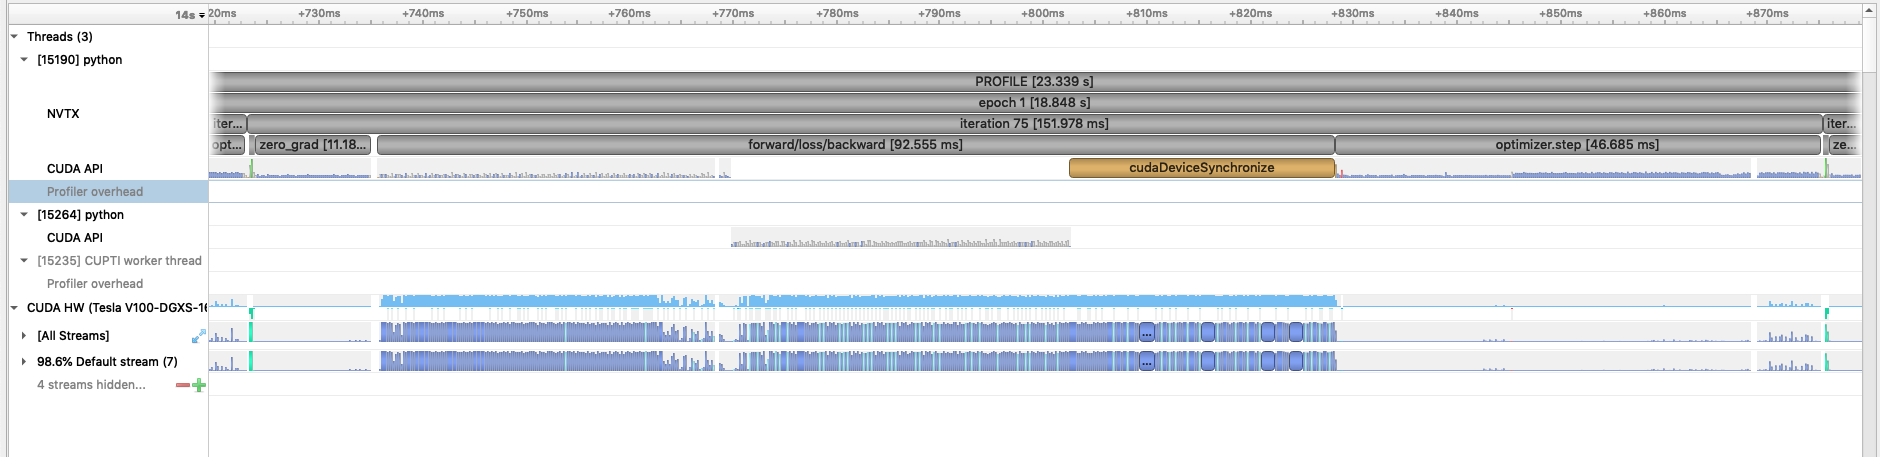 14s
20ms +730ms +740ms +750ms +760ms +770ms +780ms +790ms +800ms +810ms +820ms +830ms +840ms +850ms +860ms +870ms
Threads (3)
[15190] python
NVTX
PROFILE [23.339 s]
epoch 1 [18.848 s]
iter... iteration 75 [151.978 ms] iter...
opt... zero_grad [11.18... forward/loss/backward [92.555 ms] optimizer.step [46.685 ms] ze...
CUDA API cudaDeviceSynchronize
Profiler overhead
[15264] python
CUDA API
[15235] CUPTI worker thread
Profiler overhead
CUDA HW (Tesla V100-DGXS-16
[All Streams] ...
98.6% Default stream (7) ...
4 streams hidden...